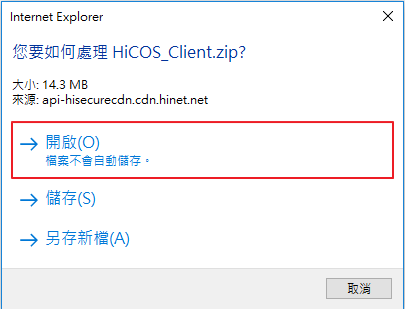 Internet Explorer
您要如何處理 HiCOS_Client.zip?
大小: 14.3 MB
來源: api-hisecurecdn.cdn.hinet.net
開啟(O)
檔案不會自動儲存。
儲存(S)
另存新檔(A)
取消